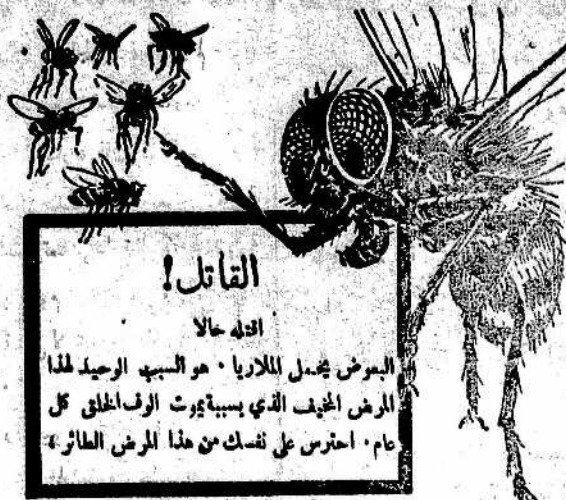 القاتل!
اقتله حالا
البعوض يحمل الملاريا • هو السبب الوحيد لهذا
المرض المخيف الذي بسببة يموت الوف الخلق كل
عام • احترس على نفسك من هذا المرض الطائر ،